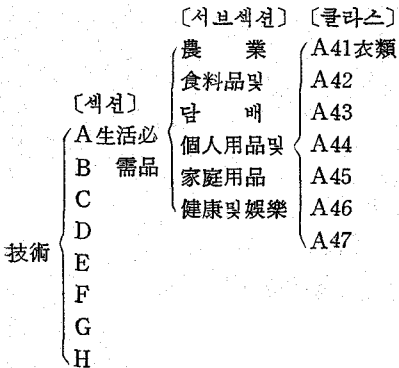 [서브섹션] [클라스]
農業 A41衣類
食料品및 A42
[섹션] 담배 A43
A生活必 個人用品및 A44
B 需品 家庭用品 A45
C 健康및娛樂 A46
D A47
技術 E
F
G
H